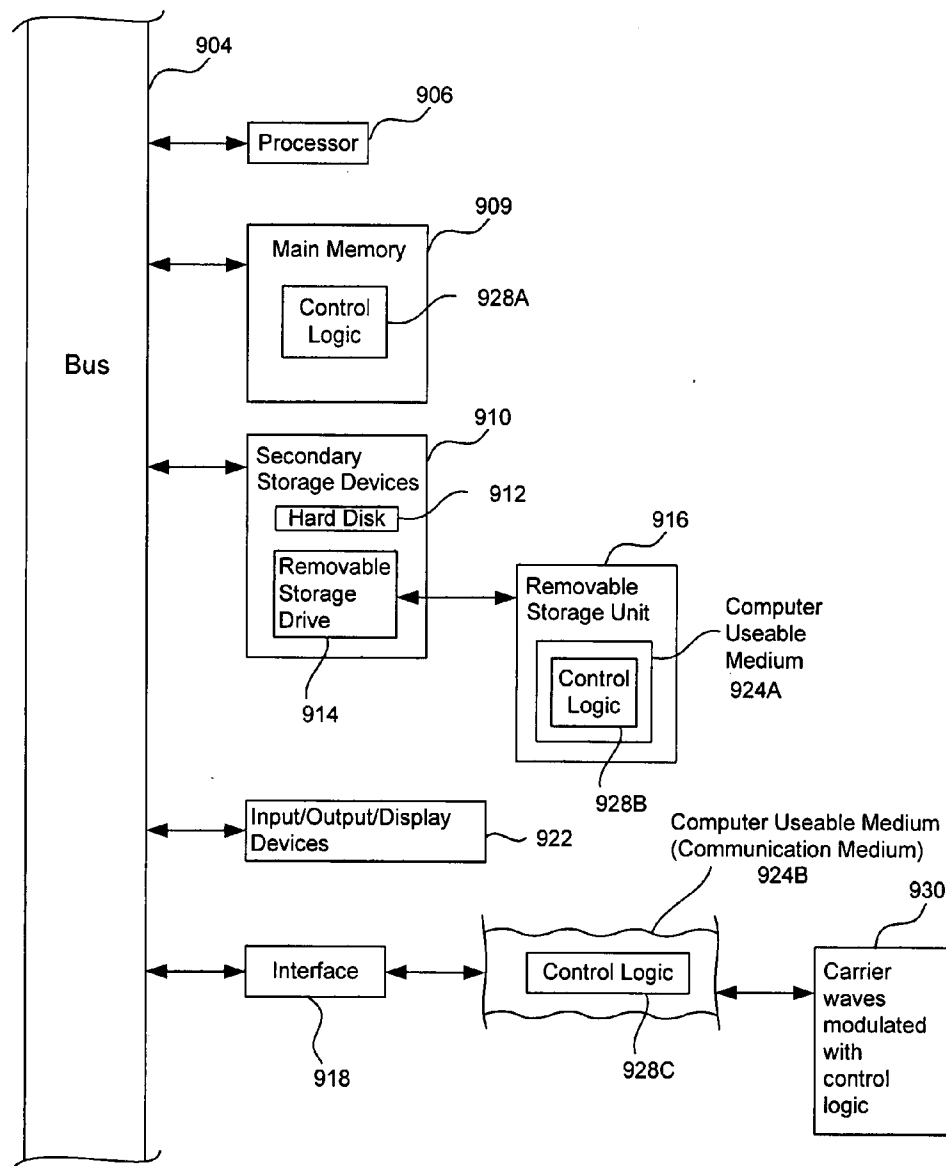 904
906
Processor
909
Main Memory
928A
Control
Logic
Bus
910
Secondary
Storage Devices
912
Hard Disk
916
Removable
Storage
Drive
Removable
Storage Unit
Computer
Useable
Medium
924A
Control
Logic
914
928B
Input/Output/Display
Devices
922
Computer Useable Medium
(Communication Medium)
924B
930
Interface
Control Logic
Carrier
waves
modulated
with
control
logic
918
928C